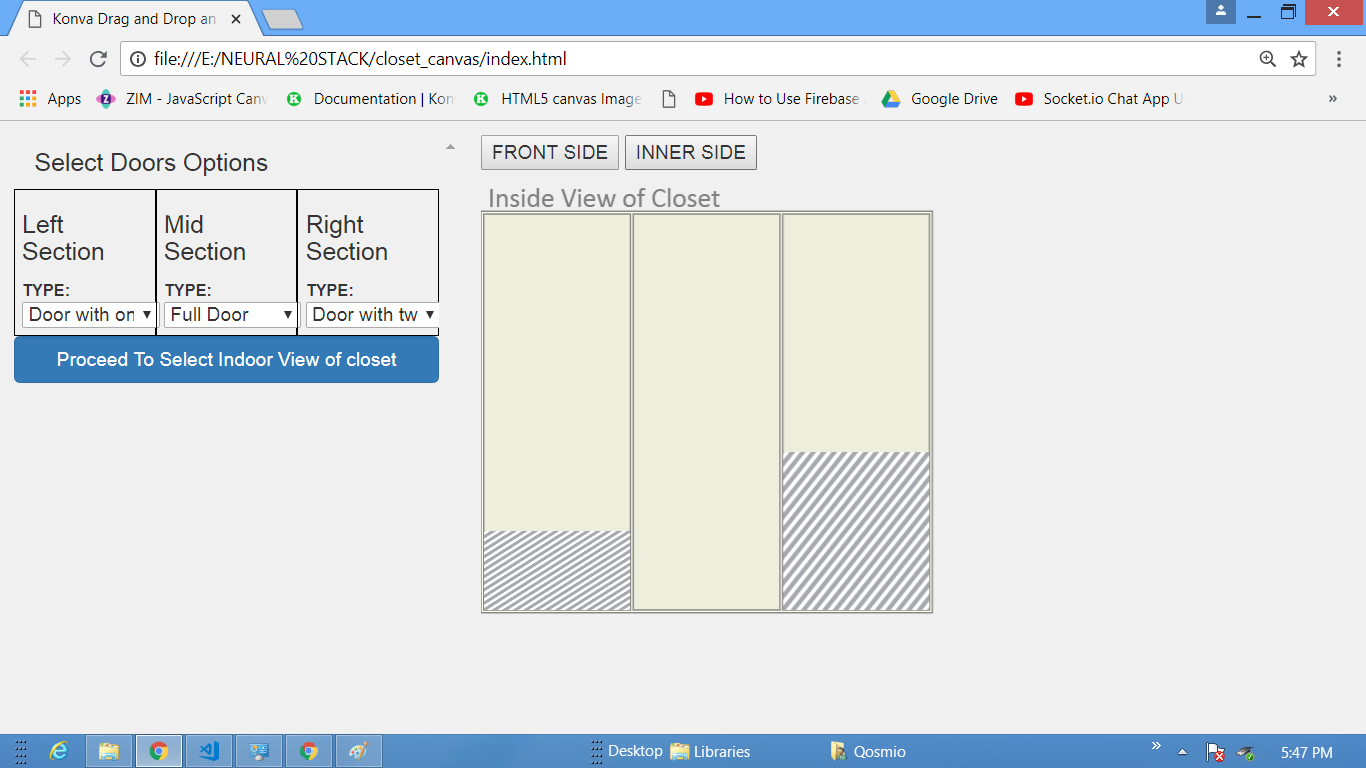 Konva Drag and Drop an
file:///E:/NEURAL%20STACK/closet_canvas/index.html
Apps ZIM - JavaScript Canv Documentation | Kon HTML5 canvas Image How to Use Firebase Google Drive Socket.io Chat App U »
Select Doors Options
FRONT SIDE INNER SIDE
Inside View of Closet
Left Section
Mid Section
Right Section
TYPE: TYPE: TYPE:
Door with on Full Door Door with tw
Proceed To Select Indoor View of closet
Desktop Libraries Qosmio » 5:47 PM